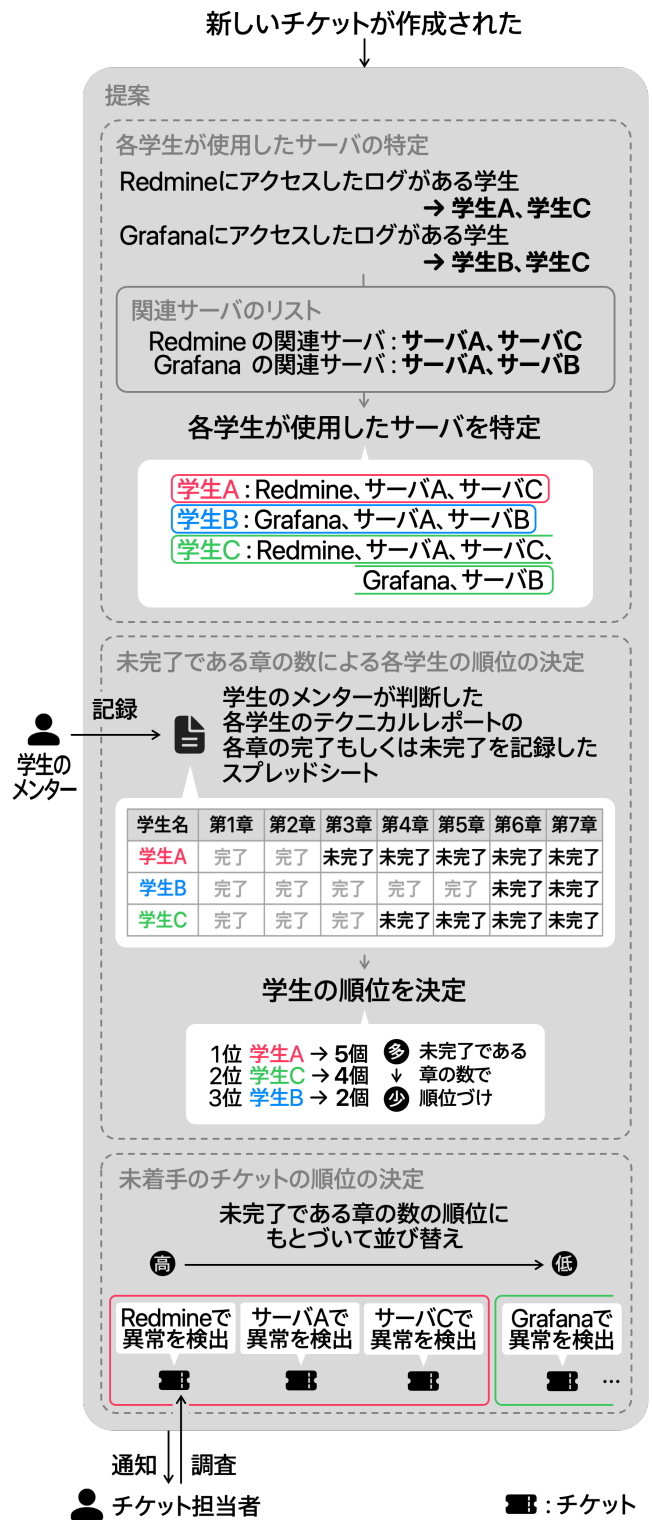 新しいチケットが作成された
提案
各学生が使用したサーバの特定
Redmineにアクセスしたログがある学生
→ 学生A、学生C
Grafanaにアクセスしたログがある学生
→ 学生B、学生C
関連サーバのリスト
Redmine の関連サーバ : サーバA、サーバC
Grafana の関連サーバ : サーバA、サーバB
各学生が使用したサーバを特定
学生A : Redmine、サーバA、サーバC
学生B : Grafana、サーバA、サーバB
学生C : Redmine、サーバA、サーバC、
Grafana、サーバB
未完了である章の数による各学生の順位の決定
記録
学生の
メンター
学生のメンターが判断した
各学生のテクニカルレポートの
各章の完了もしくは未完了を記録した
スプレッドシート
学生名 第1章 第2章 第3章 第4章 第5章 第6章 第7章
学生A 完了 完了 未完了 未完了 未完了 未完了 未完了
学生B 完了 完了 完了 完了 完了 未完了 未完了
学生C 完了 完了 完了 未完了 未完了 未完了 未完了
学生の順位を決定
1位 学生A → 5個 多 未完了である
2位 学生C → 4個 ↓ 章の数で
3位 学生B → 2個 少 順位づけ
未着手のチケットの順位の決定
未完了である章の数の順位に
もとづいて並び替え
高 低
Redmineで
異常を検出
サーバAで
異常を検出
サーバCで
異常を検出
Grafanaで
異常を検出
…
通知 調査
チケット担当者
: チケット